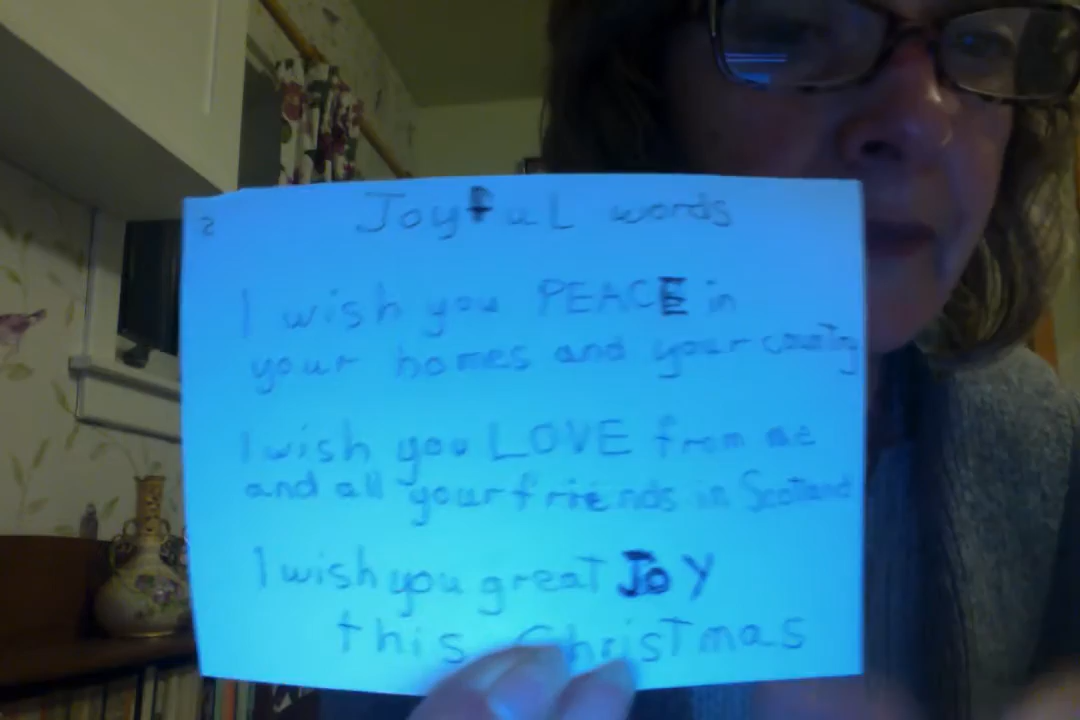 2
JoyfuL words
I wish you PEACE in
your homes and your country
I wish you LOVE from me
and all your friends in Scotland
I wish you great JOY
this Christmas